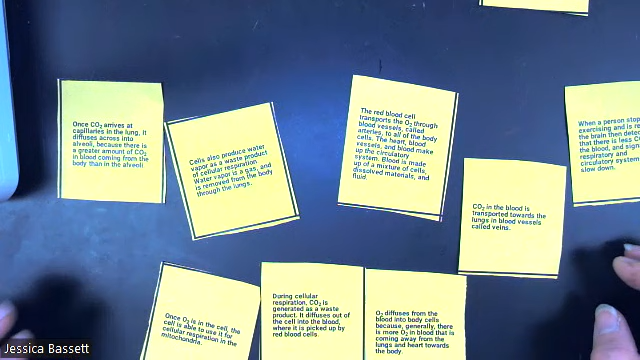 Once CO₂ arrives at
capillaries in the lung, it
diffuses across into
alveoli, because there is
a greater amount of CO₂
in blood coming from the
body than in the alveoli
Cells also produce water
vapor as a waste product
of cellular respiration.
Water vapor is a gas, and
is removed from the body
through the lungs.
The red blood cell
transports the O₂ through
blood vessels, called
arteries, to all of the body
cells. The heart, blood
vessels, and blood make
up the circulatory
system. Blood is made
up of a mixture of cells,
dissolved materials, and
fluid.
CO₂ in the blood is
transported towards the
lungs in blood vessels
called veins.
When a person stop
exercising and is re
the brain then dete
that there is less C
the blood, and sign
respiratory and
circulatory system
slow down.
Once O₂ is in the cell, the
cell is able to use it for
cellular respiration in the
mitochondria.
During cellular
respiration, CO₂ is
generated as a waste
product. It diffuses out of
the cell into the blood,
where it is picked up by
red blood cells.
O₂ diffuses from the
blood into body cells
because, generally, there
is more O₂ in blood that is
coming away from the
lungs and heart towards
the body.
Jessica Bassett